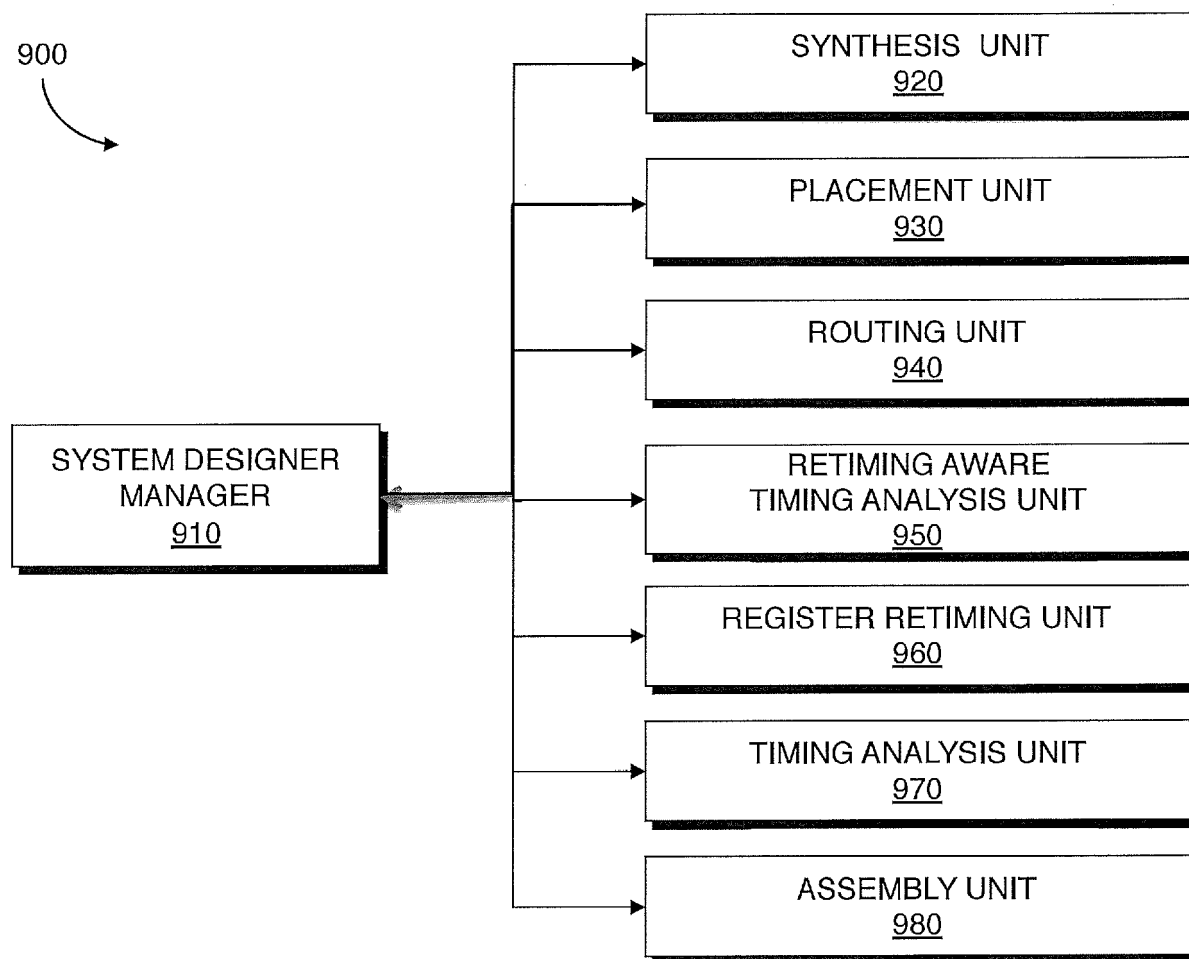 900
SYNTHESIS UNIT
920
PLACEMENT UNIT
930
ROUTING UNIT
940
SYSTEM DESIGNER
MANAGER
910
RETIMING AWARE
TIMING ANALYSIS UNIT
950
REGISTER RETIMING UNIT
960
TIMING ANALYSIS UNIT
970
ASSEMBLY UNIT
980